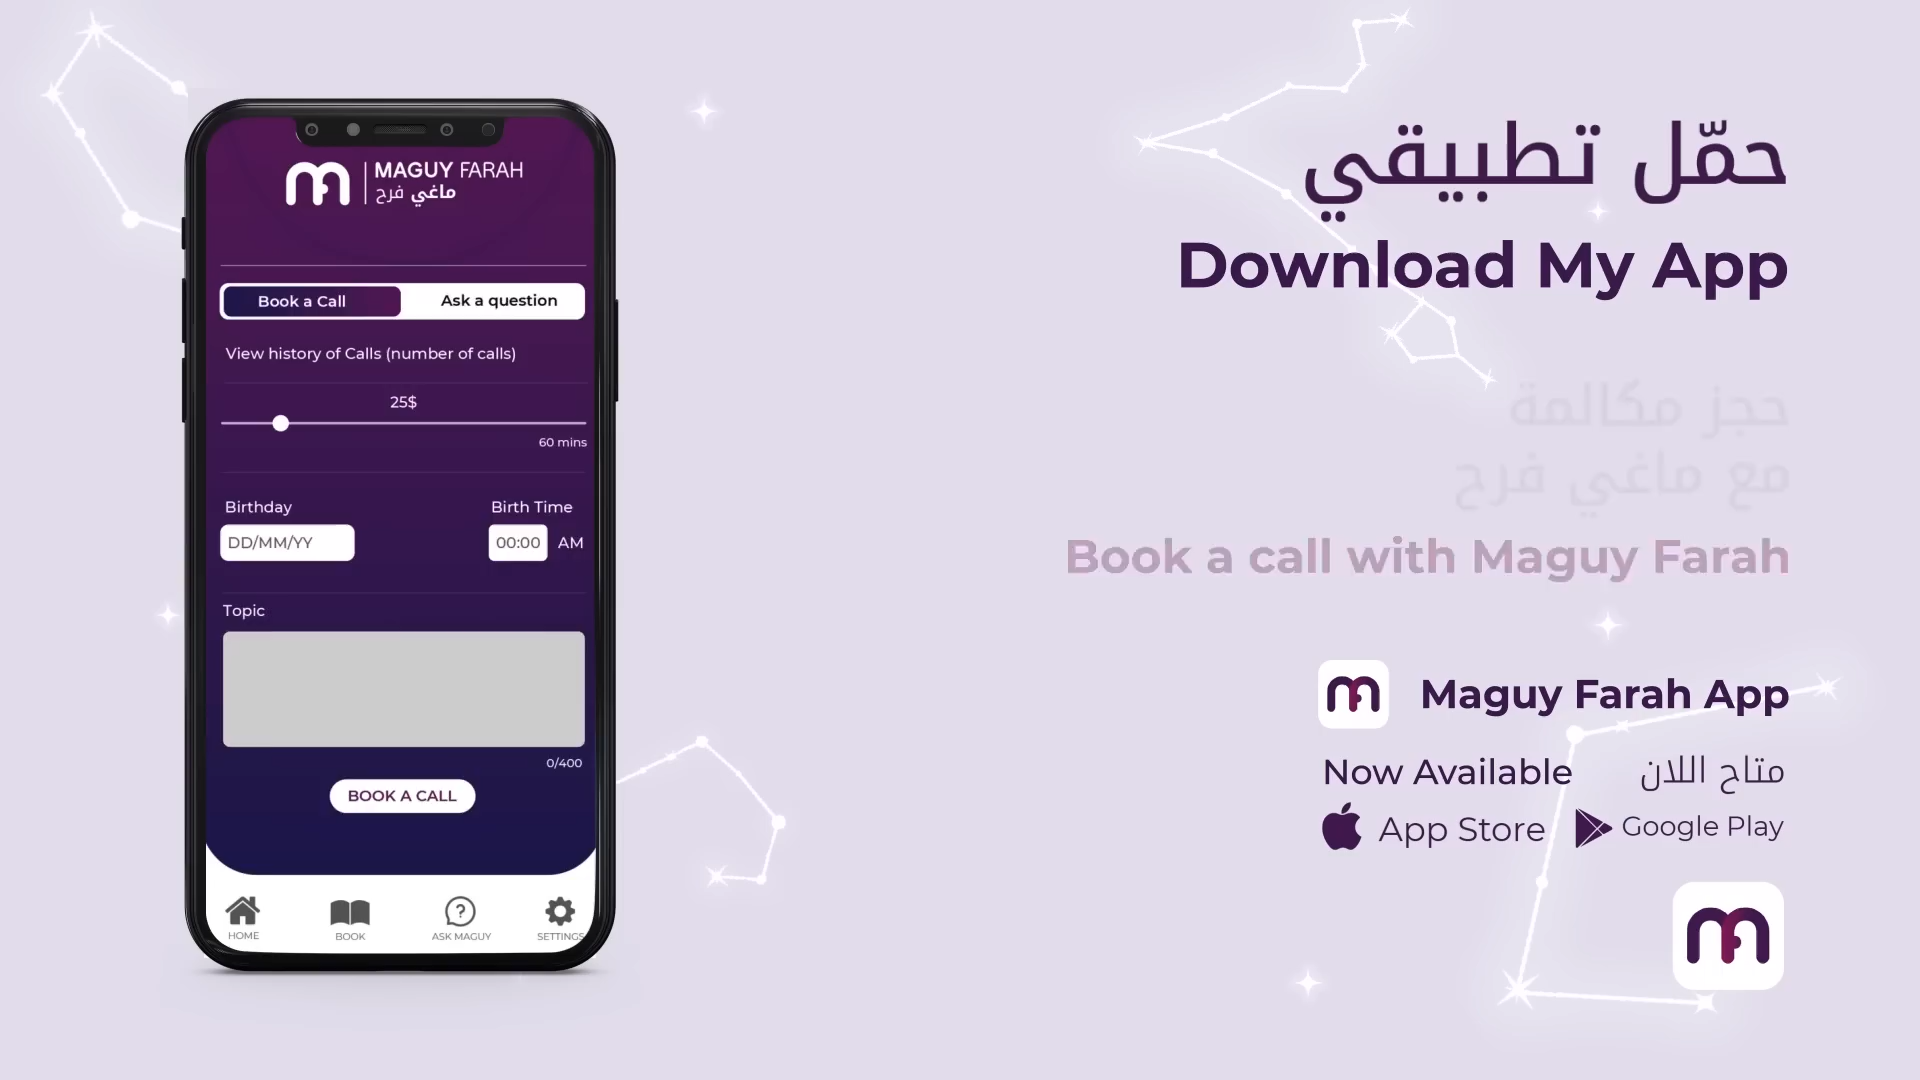 MAGUY FARAH
ماغي فرح
Book a Call
Ask a question
View history of Calls (number of calls)
25$
60 mins
Birthday
Birth Time
DD/MM/YY
00:00 AM
Topic
0/400
BOOK A CALL
HOME
BOOK
ASK MAGUY
SETTINGS
حمّل تطبيقي
Download My App
حجز مكالمة
مع ماغي فرح
Book a call with Maguy Farah
Maguy Farah App
Now Available
متاح اللان
App Store
Google Play